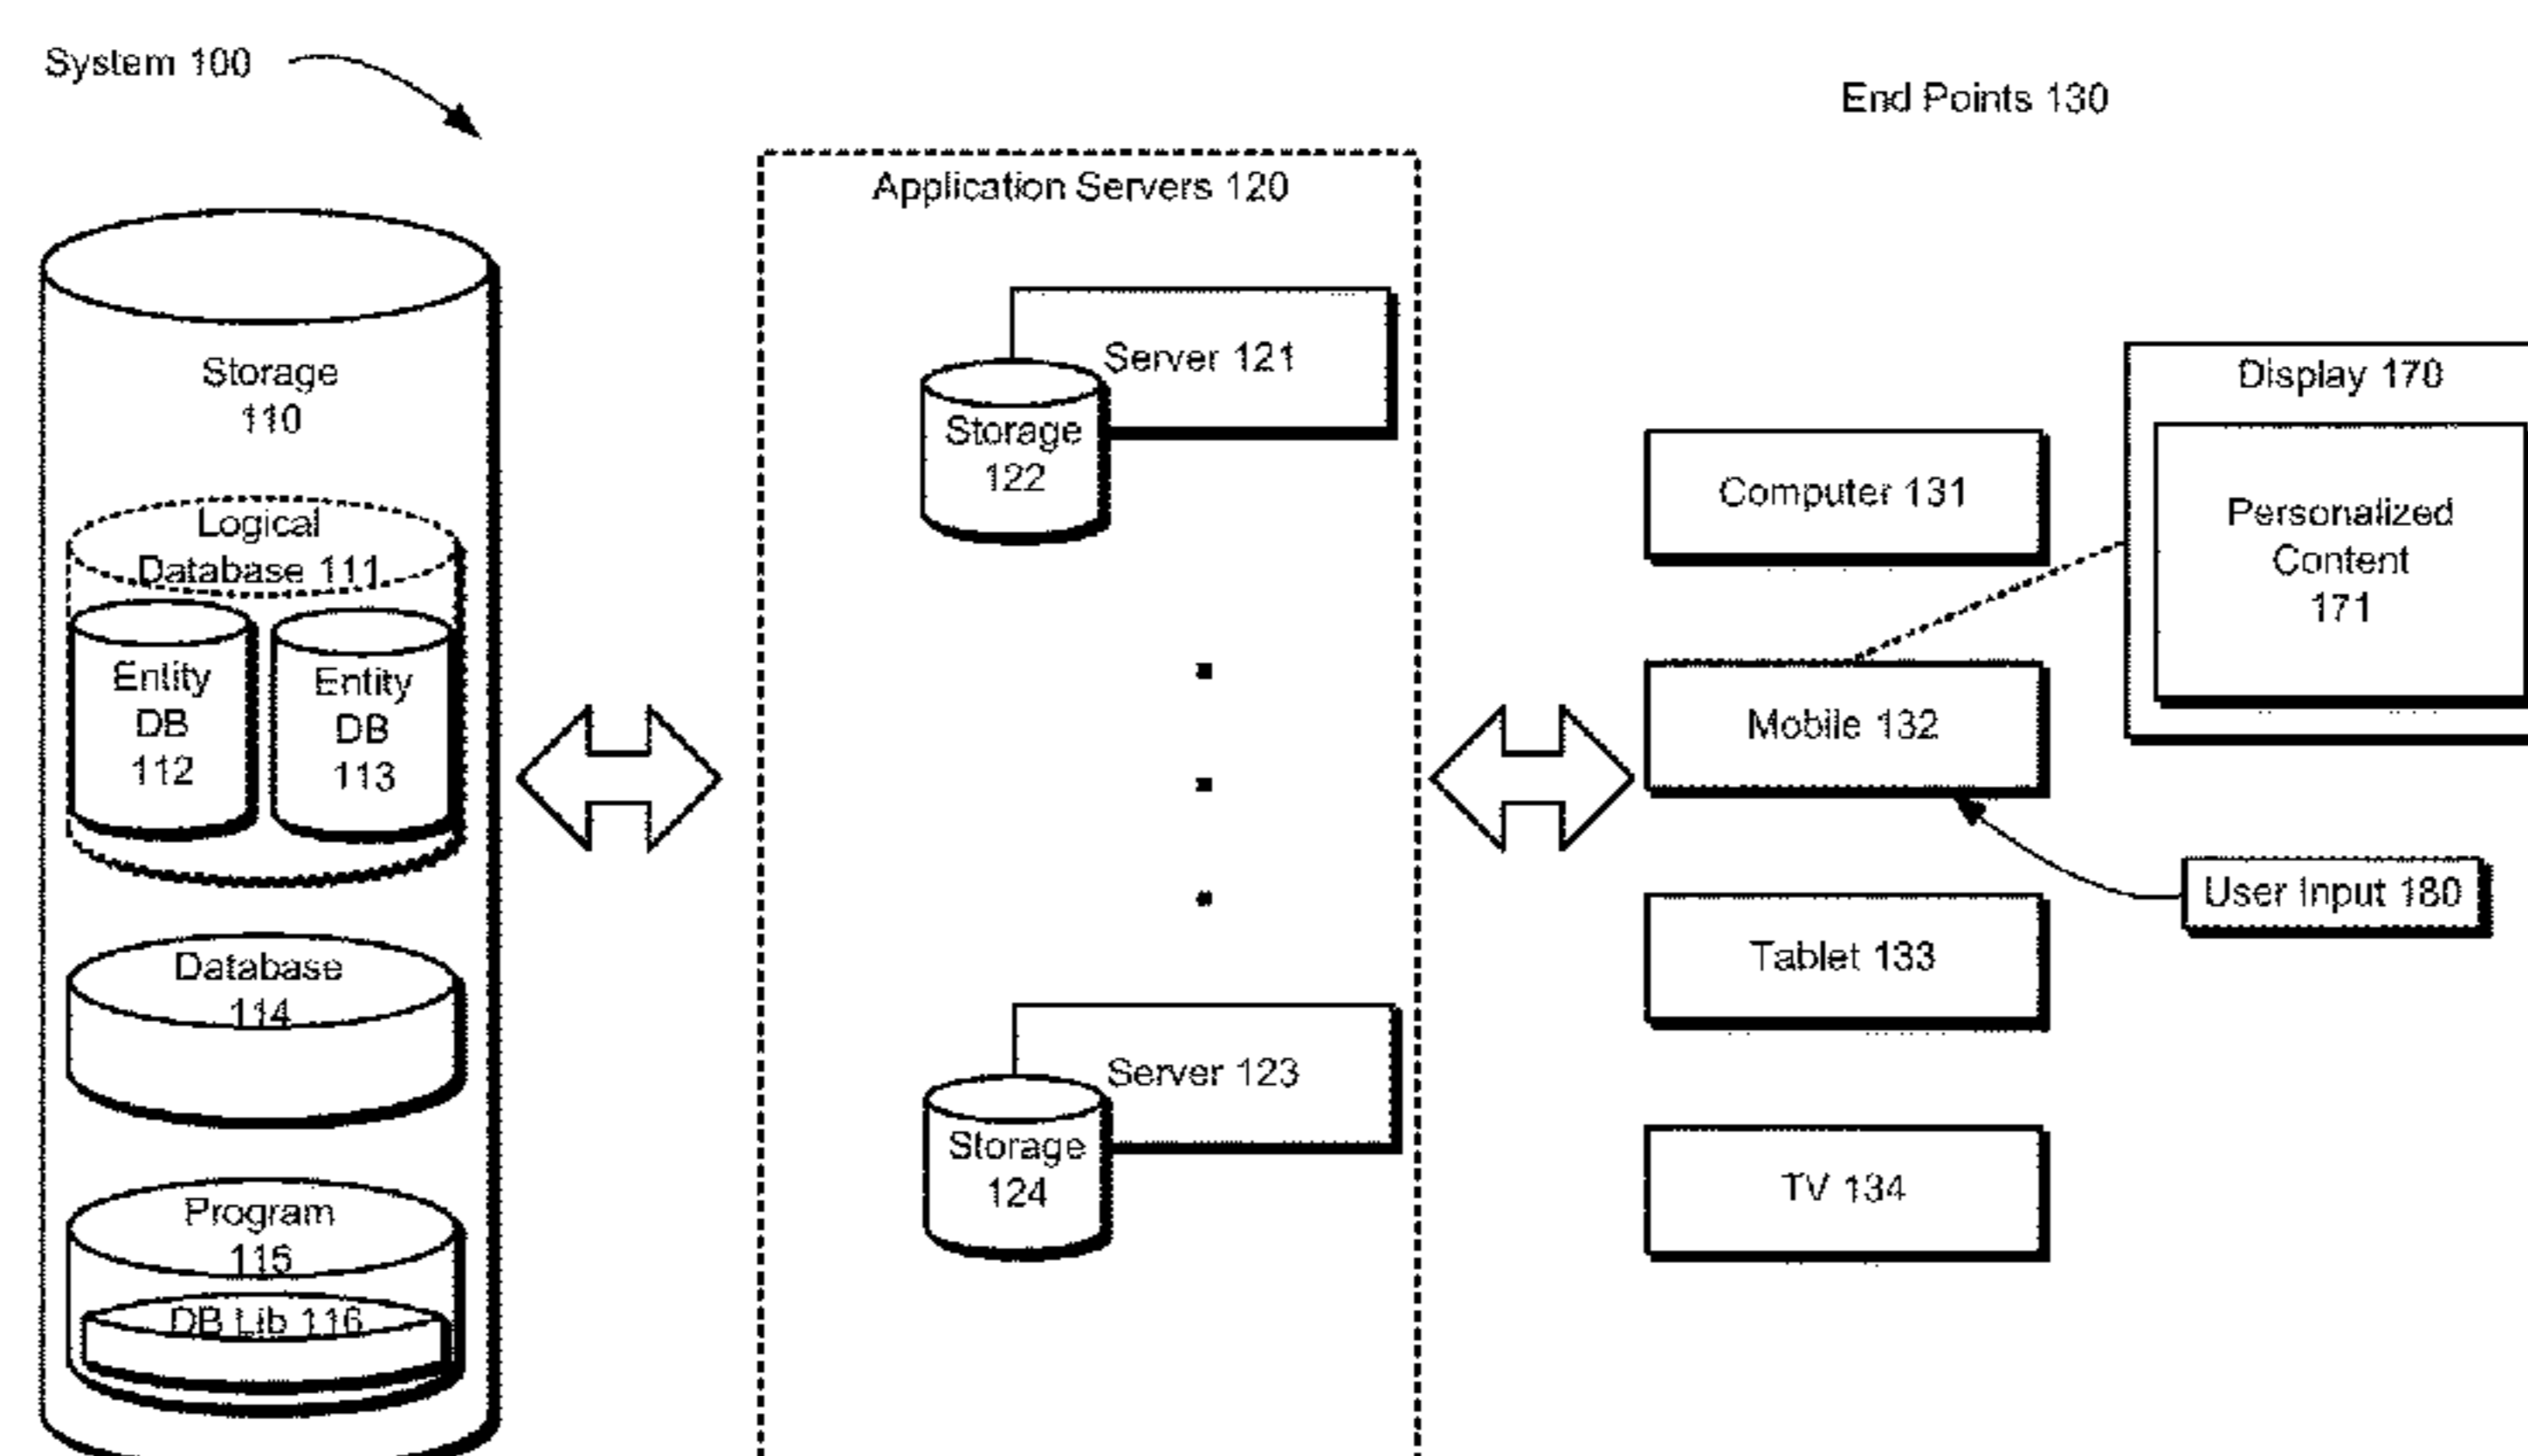 System 100
End Points 130
Application Servers 120
Storage
110
Logical
Database 111
Entity
DB
112
Entity
DB
113
Database
114
Program
115
DB Lib 116
Server 121
Storage
122
Server 123
Storage
124
Computer 131
Mobile 132
Tablet 133
TV 134
Display 170
Personalized
Content
171
User Input 180